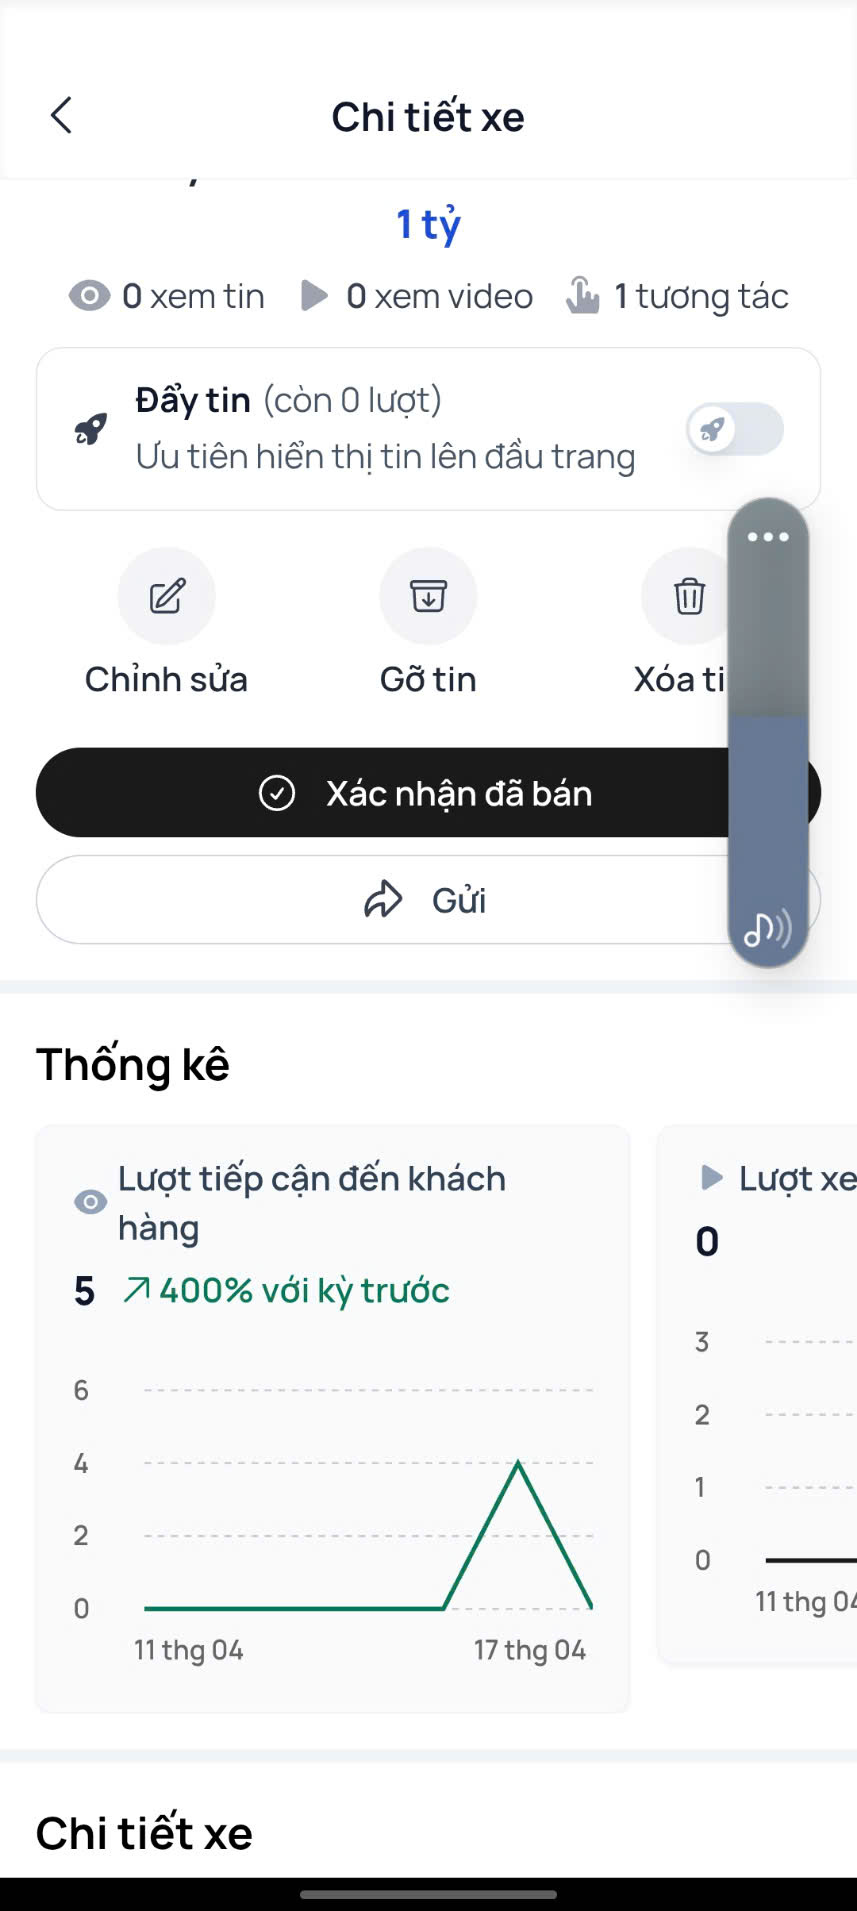 Chi tiết xe
1 tỷ
0 xem tin 0 xem video 1 tương tác
Đẩy tin (còn 0 lượt)
Ưu tiên hiển thị tin lên đầu trang
Chỉnh sửa Gỡ tin Xóa ti
Xác nhận đã bán
Gửi
Thống kê
Lượt tiếp cận đến khách
hàng
5 400% với kỳ trước
6
4
2
0
11 thg 04 17 thg 04
Lượt xe
0
3
2
1
0
11 thg 04
Chi tiết xe